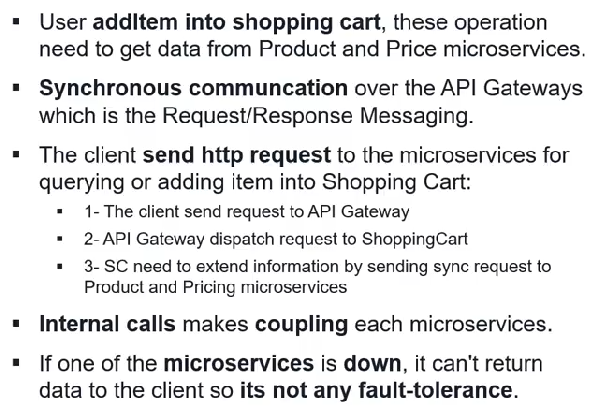 ▪ User addItem into shopping cart, these operation
need to get data from Product and Price microservices.
▪ Synchronous communcation over the API Gateways
which is the Request/Response Messaging.
▪ The client send http request to the microservices for
querying or adding item into Shopping Cart:
▪ 1- The client send request to API Gateway
▪ 2- API Gateway dispatch request to ShoppingCart
▪ 3- SC need to extend information by sending sync request to
Product and Pricing microservices
▪ Internal calls makes coupling each microservices.
▪ If one of the microservices is down, it can't return
data to the client so its not any fault-tolerance.